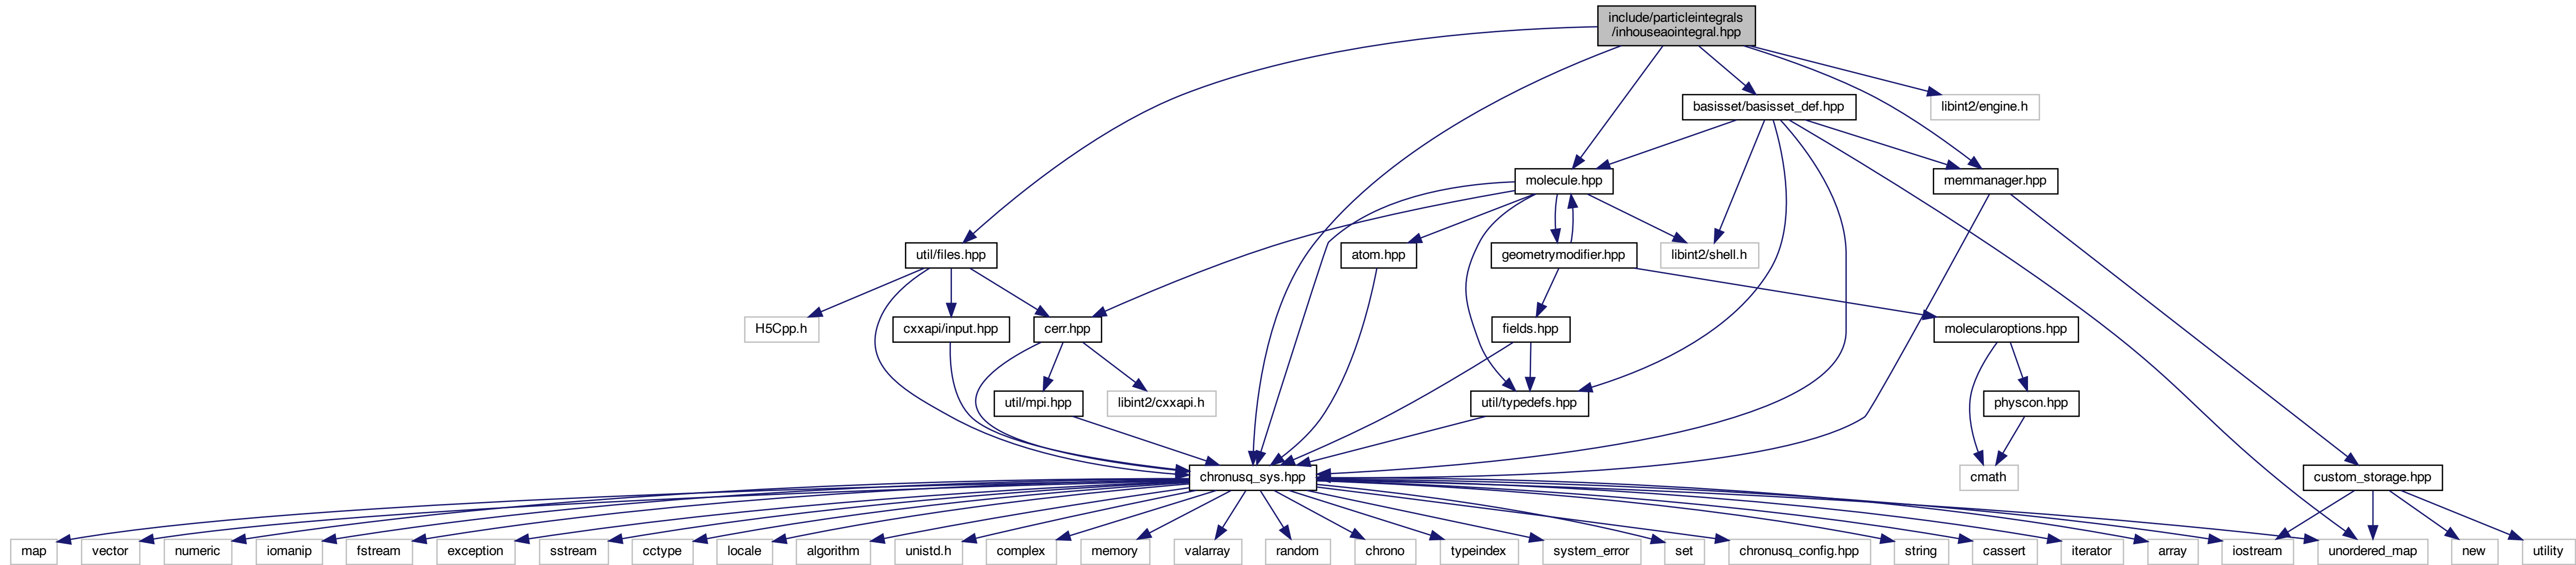 include/particleintegrals
/inhouseaointegral.hpp
basisset/basisset_def.hpp
libint2/engine.h
molecule.hpp
memmanager.hpp
util/files.hpp
atom.hpp
geometrymodifier.hpp
libint2/shell.h
H5Cpp.h
cxxapi/input.hpp
cerr.hpp
fields.hpp
molecularoptions.hpp
util/mpi.hpp
libint2/cxxapi.h
util/typedefs.hpp
physcon.hpp
chronusq_sys.hpp
cmath
custom_storage.hpp
map
vector
numeric
iomanip
fstream
exception
sstream
cctype
locale
algorithm
unistd.h
complex
memory
valarray
random
chrono
typeindex
system_error
set
chronusq_config.hpp
string
cassert
iterator
array
iostream
unordered_map
new
utility